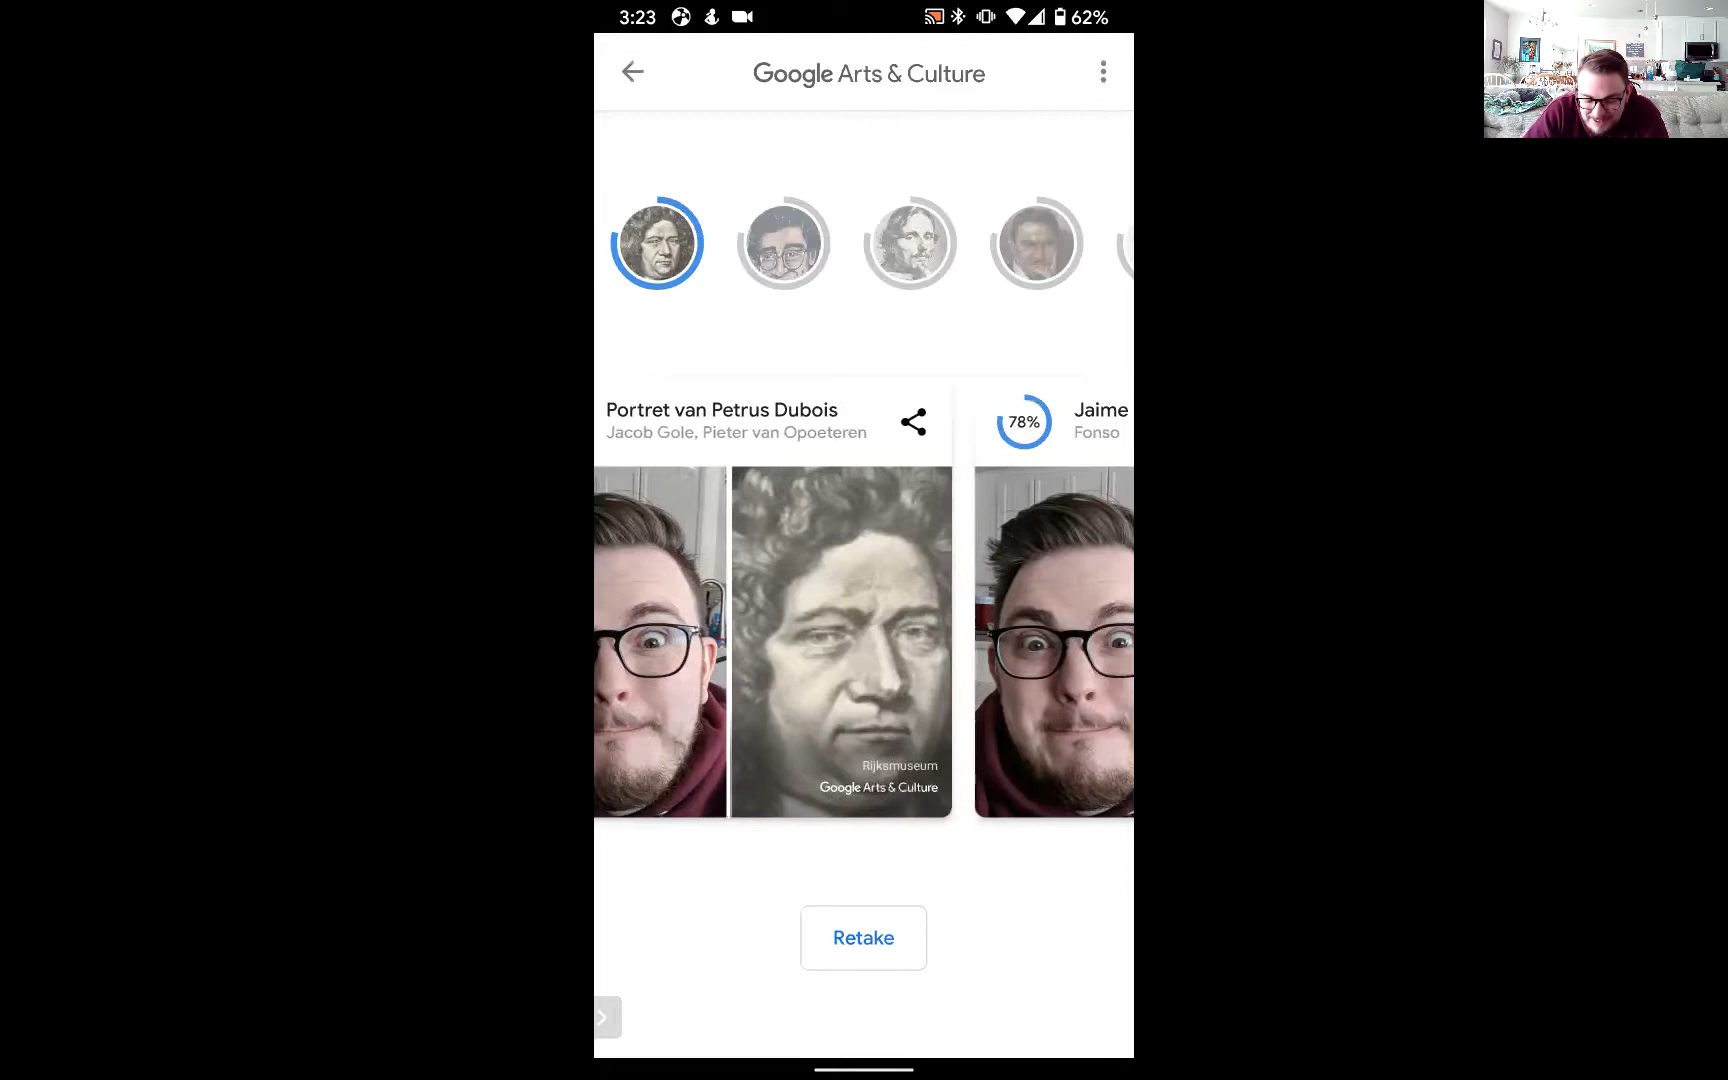 3:23
62%
Google Arts & Culture
Portret van Petrus Dubois
Jacob Gole, Pieter van Opoeteren
78%
Jaime
Fonso
Rijksmuseum
Google Arts & Culture
Retake